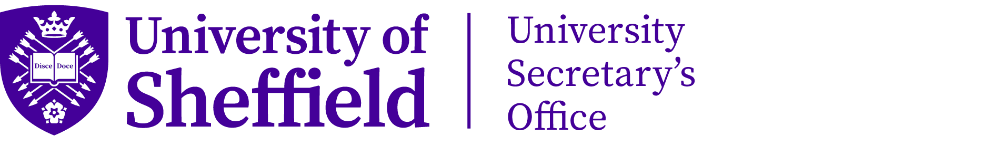 Disce Doce
University of
Sheffield
University
Secretary's
Office